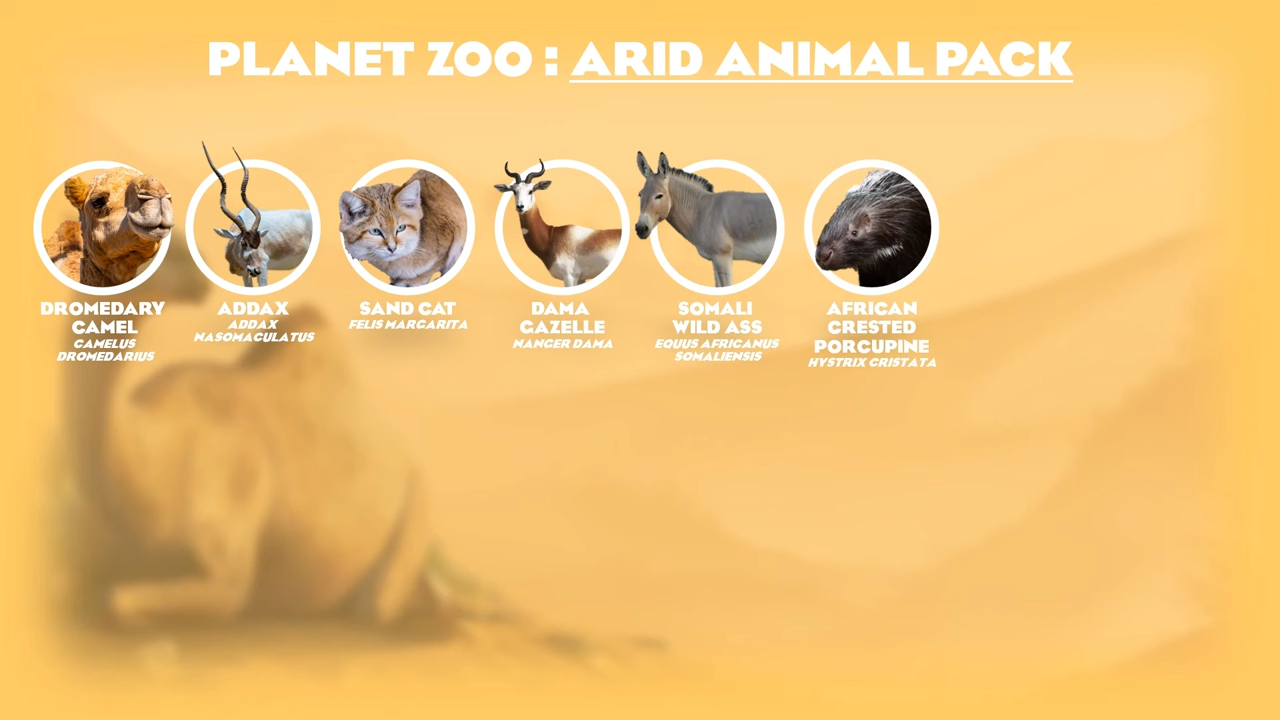 PLANET ZOO : ARID ANIMAL PACK
DROMEDARY
CAMEL
CAMELUS
DROMEDARIUS
ADDAX
ADDAX
NASOMACULATUS
SAND CAT
FELIS MARGARITA
DAMA
GAZELLE
NANGER DAMA
SOMALI
WILD ASS
EQUUS AFRICANUS
SOMALIENSIS
AFRICAN
CRESTED
PORCUPINE
HYSTRIX CRISTATA